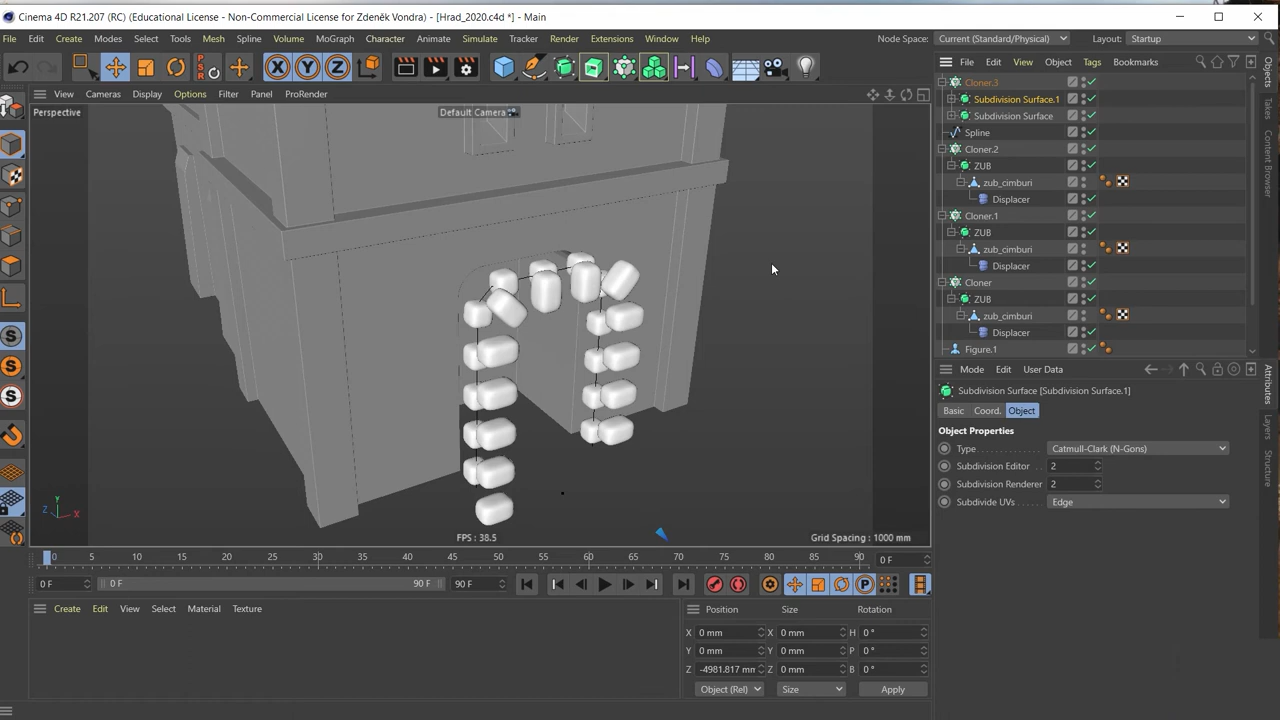 Cinema 4D R21.207 (RC) (Educational License - Non-Commercial License for Zdeněk Vondra) - [Hrad_2020.c4d *] - Main
File Edit Create Modes Select Tools Mesh Spline Volume MoGraph Character Animate Simulate Tracker Render Extensions Window Help Node Space: Current (Standard/Physical) Layout: Startup
View Cameras Display Options Filter Panel ProRender
Perspective
Default Camera
FPS : 38.5
Grid Spacing : 1000 mm
Y
Z X
0 5 10 15 20 25 30 35 40 45 50 55 60 65 70 75 80 85 90 0 F
0 F 0 F 90 F 90 F
Create Edit View Select Material Texture
Position Size Rotation
X 0 mm X 0 mm H 0 °
Y 0 mm Y 0 mm P 0 °
Z -4981.817 mm Z 0 mm B 0 °
Object (Rel) Size Apply
File Edit View Object Tags Bookmarks
Cloner.3
Subdivision Surface.1
Subdivision Surface
Spline
Cloner.2
ZUB
zub_cimburi
Displacer
Cloner.1
ZUB
zub_cimburi
Displacer
Cloner
ZUB
zub_cimburi
Displacer
Figure.1
Mode Edit User Data
Subdivision Surface [Subdivision Surface.1]
Basic Coord. Object
Object Properties
Type Catmull-Clark (N-Gons)
Subdivision Editor 2
Subdivision Renderer 2
Subdivide UVs Edge
Objects
Takes
Content Browser
Attributes
Layers
Structure